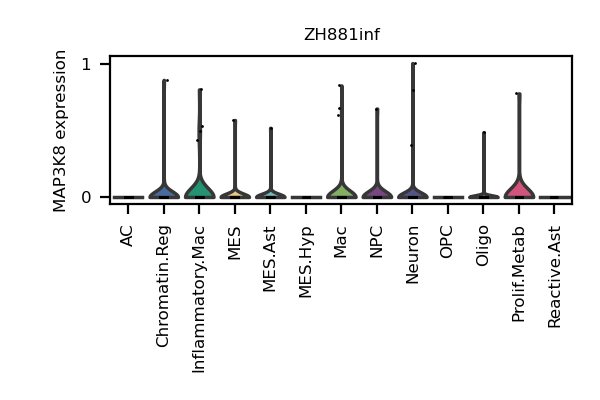 ZH881inf
MAP3K8 expression
1
0
AC
Chromatin.Reg
Inflammatory.Mac
MES
MES.Ast
MES.Hyp
Mac
NPC
Neuron
OPC
Oligo
Prolif.Metab
Reactive.Ast